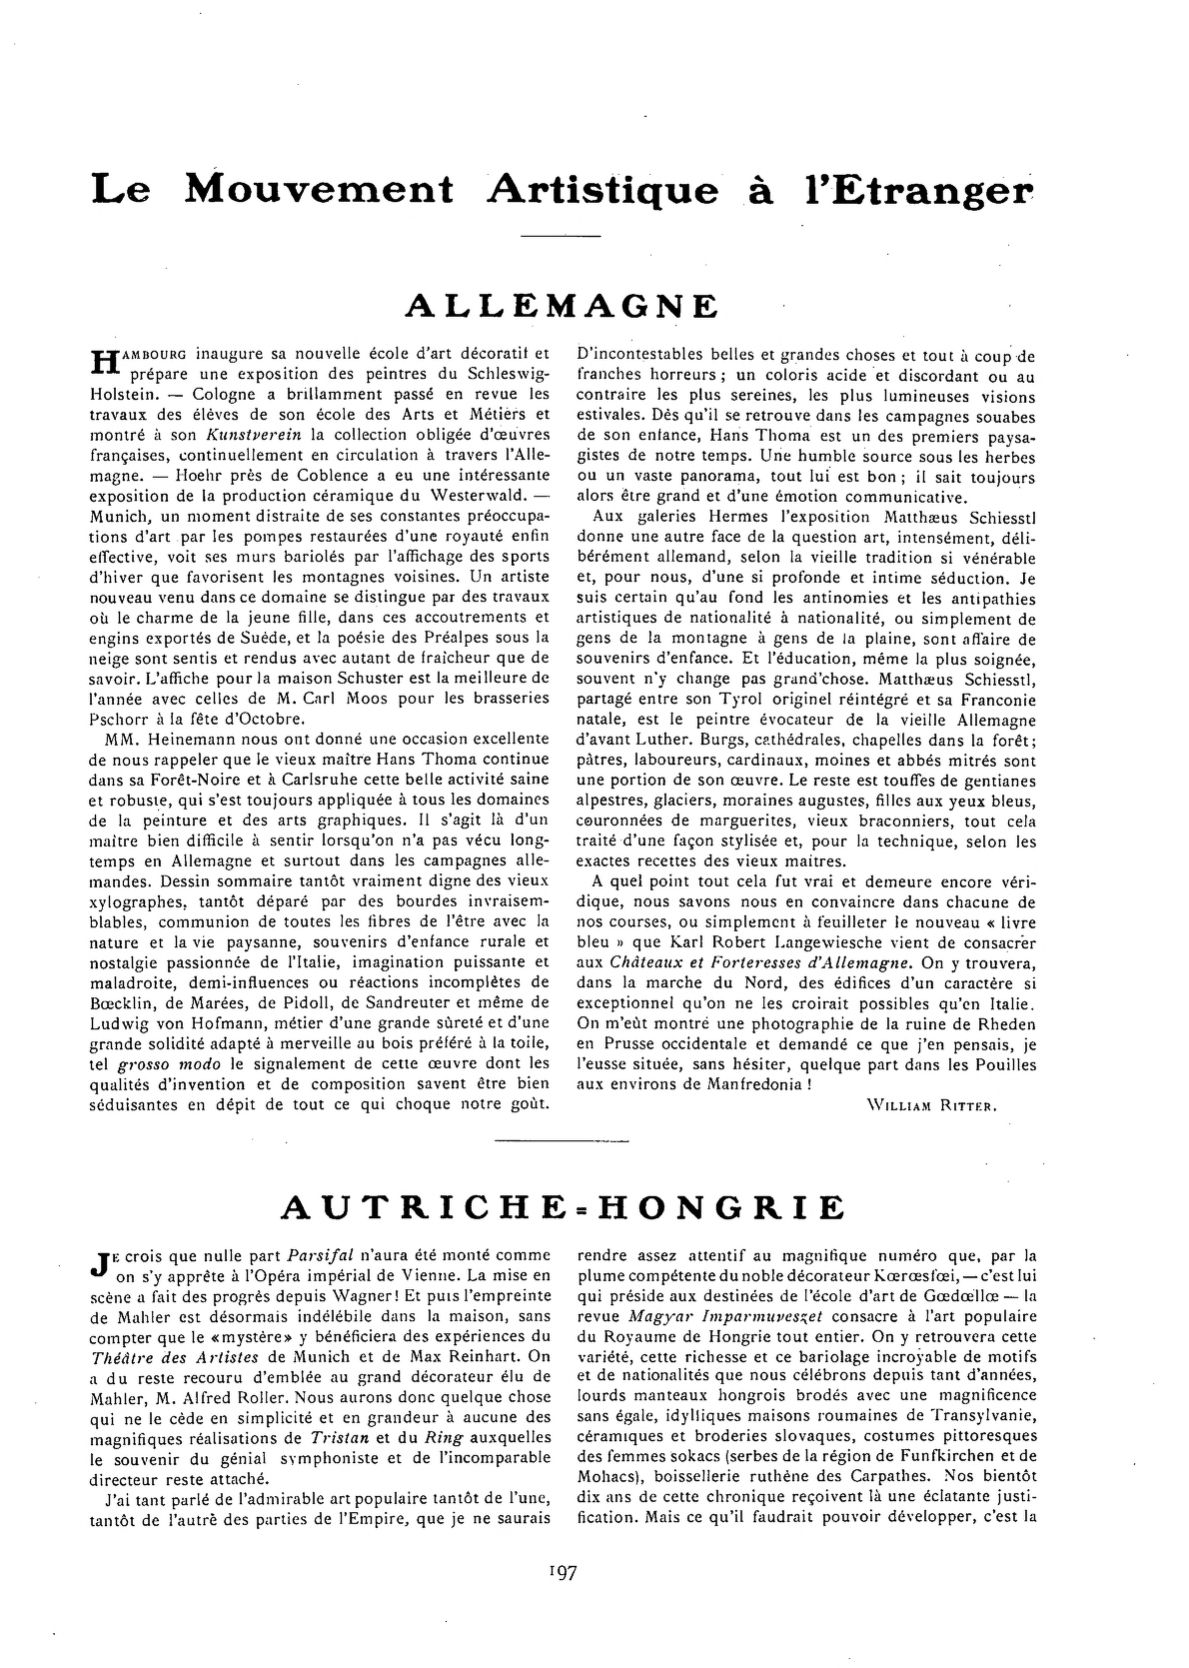 Le Mouvement Artistique à l'Etranger
ALLEMAGNE
HAMBOURG inaugure sa nouvelle école d'art décoratif et
prépare une exposition des peintres du Schleswig-
Holstein. — Cologne a brillamment passé en revue les
travaux des élèves de son école des Arts et Métiers et
montré à son Kunstverein la collection obligée d'œuvres
françaises, continuellement en circulation à travers l'Alle-
magne. — Hoehr près de Coblence a eu une intéressante
exposition de la production céramique du Westerwald. —
Munich, un moment distraite de ses constantes préoccupa-
tions d'art par les pompes restaurées d'une royauté enfin
effective, voit ses murs bariolés par l'affichage des sports
d'hiver que favorisent les montagnes voisines. Un artiste
nouveau venu dans ce domaine se distingue par des travaux
où le charme de la jeune fille, dans ces accoutrements et
engins exportés de Suède, et la poésie des Préalpes sous la
neige sont sentis et rendus avec autant de fraîcheur que de
savoir. L'affiche pour la maison Schuster est la meilleure de
l'année avec celles de M. Carl Moos pour les brasseries
Pschorr à la fête d'Octobre.
MM. Heinemann nous ont donné une occasion excellente
de nous rappeler que le vieux maître Hans Thoma continue
dans sa Forêt-Noire et à Carlsruhe cette belle activité saine
et robuste, qui s'est toujours appliquée à tous les domaines
de la peinture et des arts graphiques. Il s'agit là d'un
maître bien difficile à sentir lorsqu'on n'a pas vécu long-
temps en Allemagne et surtout dans les campagnes alle-
mandes. Dessin sommaire tantôt vraiment digne des vieux
xylographes, tantôt déparé par des bourdes invraisem-
blables, communion de toutes les fibres de l'être avec la
nature et la vie paysanne, souvenirs d'enfance rurale et
nostalgie passionnée de l'Italie, imagination puissante et
maladroite, demi-influences ou réactions incomplètes de
Bœcklin, de Marées, de Pidoll, de Sandreuter et même de
Ludwig von Hofmann, métier d'une grande sûreté et d'une
grande solidité adapté à merveille au bois préféré à la toile,
tel grosso modo le signalement de cette œuvre dont les
qualités d'invention et de composition savent être bien
séduisantes en dépit de tout ce qui choque notre goût.
D'incontestables belles et grandes choses et tout à coup de
franches horreurs ; un coloris acide et discordant ou au
contraire les plus sereines, les plus lumineuses visions
estivales. Dès qu'il se retrouve dans les campagnes souabes
de son enfance, Hans Thoma est un des premiers paysa-
gistes de notre temps. Une humble source sous les herbes
ou un vaste panorama, tout lui est bon ; il sait toujours
alors être grand et d'une émotion communicative.
Aux galeries Hermes l'exposition Matthæus Schiesstl
donne une autre face de la question art, intensément, déli-
bérément allemand, selon la vieille tradition si vénérable
et, pour nous, d'une si profonde et intime séduction. Je
suis certain qu'au fond les antinomies et les antipathies
artistiques de nationalité à nationalité, ou simplement de
gens de la montagne à gens de la plaine, sont affaire de
souvenirs d'enfance. Et l'éducation, même la plus soignée,
souvent n'y change pas grand'chose. Matthæus Schiesstl,
partagé entre son Tyrol originel réintégré et sa Franconie
natale, est le peintre évocateur de la vieille Allemagne
d'avant Luther. Burgs, cathédrales, chapelles dans la forêt ;
pâtres, laboureurs, cardinaux, moines et abbés mitrés sont
une portion de son œuvre. Le reste est touffes de gentianes
alpestres, glaciers, moraines augustes, filles aux yeux bleus,
couronnées de marguerites, vieux braconniers, tout cela
traité d'une façon stylisée et, pour la technique, selon les
exactes recettes des vieux maitres.
A quel point tout cela fut vrai et demeure encore véri-
dique, nous savons nous en convaincre dans chacune de
nos courses, ou simplement à feuilleter le nouveau « livre
bleu » que Karl Robert Langewiesche vient de consacrer
aux Châteaux et Forteresses d'Allemagne. On y trouvera,
dans la marche du Nord, des édifices d'un caractère si
exceptionnel qu'on ne les croirait possibles qu'en Italie.
On m'eût montré une photographie de la ruine de Rheden
en Prusse occidentale et demandé ce que j'en pensais, je
l'eusse située, sans hésiter, quelque part dans les Pouilles
aux environs de Manfredonia !
WILLIAM RITTER.
AUTRICHE=HONGRIE
JE crois que nulle part Parsifal n'aura été monté comme
on s'y apprête à l'Opéra impérial de Vienne. La mise en
scène a fait des progrès depuis Wagner! Et puis l'empreinte
de Mahler est désormais indélébile dans la maison, sans
compter que le «mystère» y bénéficiera des expériences du
Théâtre des Artistes de Munich et de Max Reinhart. On
a du reste recouru d'emblée au grand décorateur élu de
Mahler, M. Alfred Roller. Nous aurons donc quelque chose
qui ne le cède en simplicité et en grandeur à aucune des
magnifiques réalisations de Tristan et du Ring auxquelles
le souvenir du génial symphoniste et de l'incomparable
directeur reste attaché.
J'ai tant parlé de l'admirable art populaire tantôt de l'une,
tantôt de l'autre des parties de l'Empire, que je ne saurais
rendre assez attentif au magnifique numéro que, par la
plume compétente du noble décorateur Kœrœsfœi, — c'est lui
qui préside aux destinées de l'école d'art de Gœdœllœ — la
revue Magyar Imparmuveszet consacre à l'art populaire
du Royaume de Hongrie tout entier. On y retrouvera cette
variété, cette richesse et ce bariolage incroyable de motifs
et de nationalités que nous célébrons depuis tant d'années,
lourds manteaux hongrois brodés avec une magnificence
sans égale, idylliques maisons roumaines de Transylvanie,
céramiques et broderies slovaques, costumes pittoresques
des femmes sokacs (serbes de la région de Funfkirchen et de
Mohacs), boissellerie ruthène des Carpathes. Nos bientôt
dix ans de cette chronique reçoivent là une éclatante justi-
fication. Mais ce qu'il faudrait pouvoir développer, c'est la
197